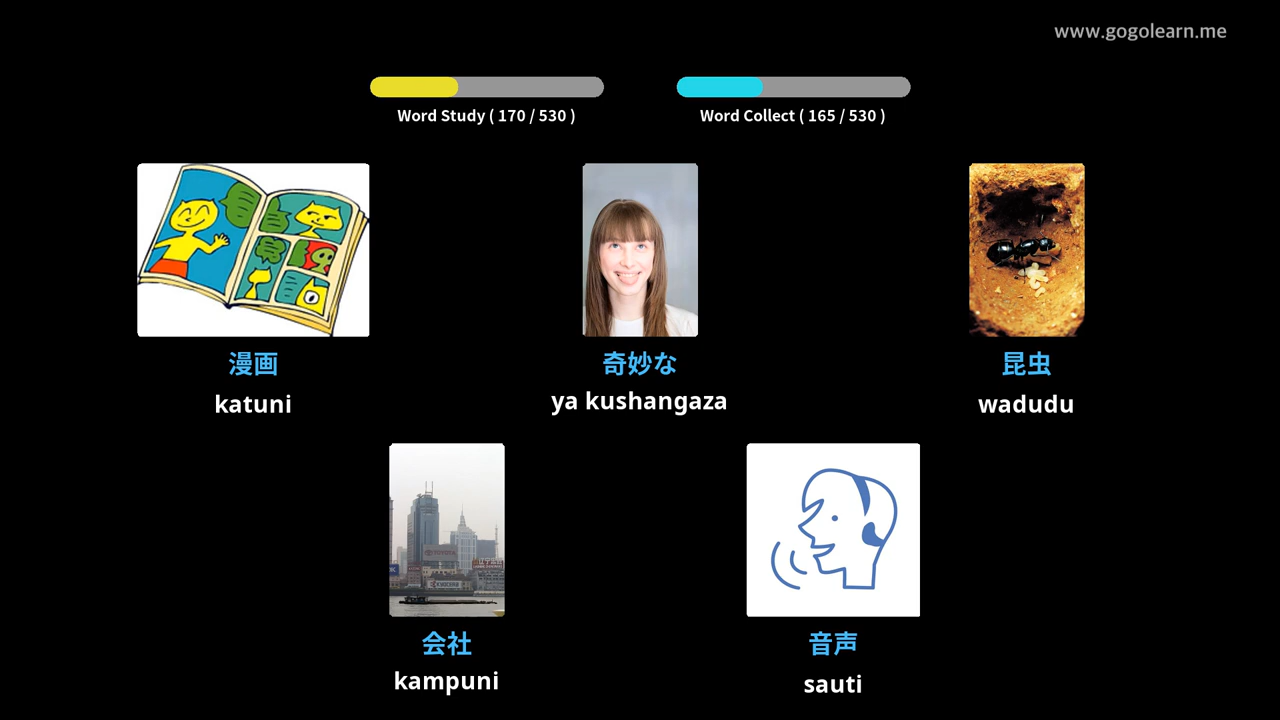 www.gogolearn.me
Word Study ( 170 / 530 )
Word Collect ( 165 / 530 )
漫画
奇妙な
昆虫
katuni
ya kushangaza
wadudu
会社
音声
kampuni
sauti